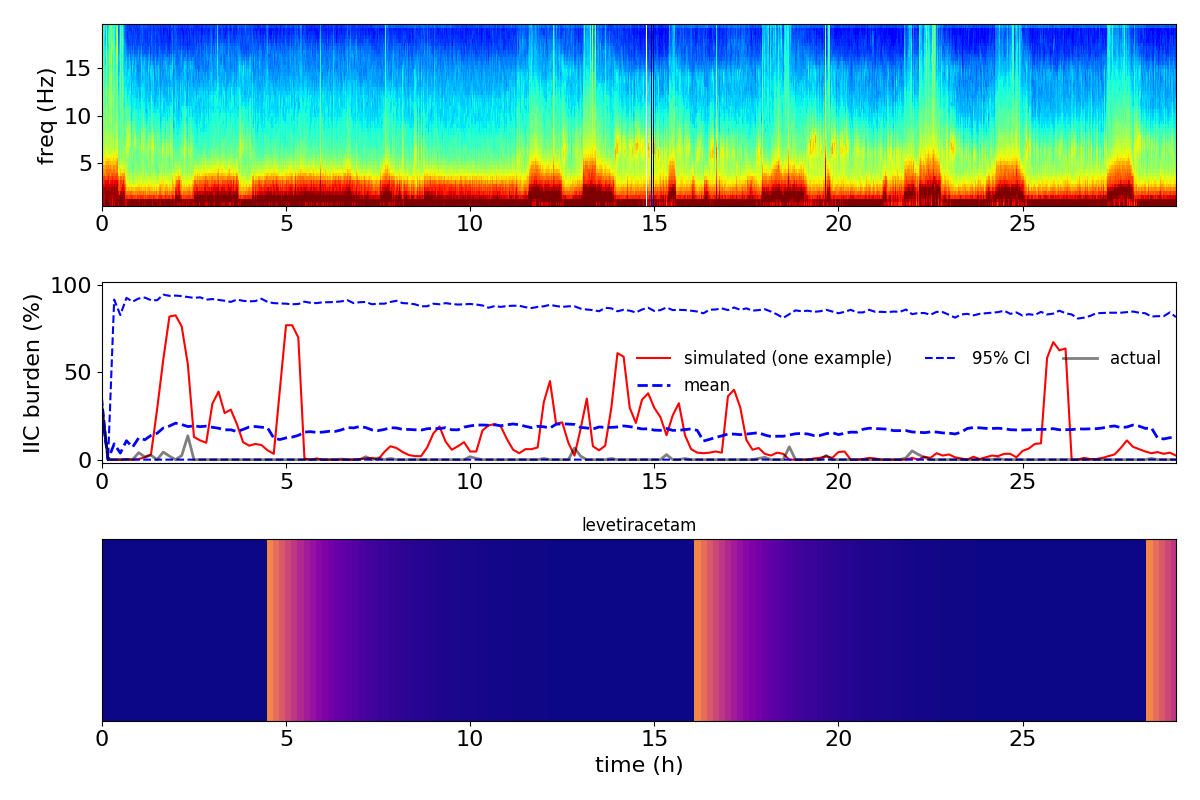 freq (Hz)
15
10
5
0 5 10 15 20 25
IIC burden (%)
100
50
0
simulated (one example) 95% CI actual
mean
0 5 10 15 20 25
levetiracetam
0 5 10 15 20 25
time (h)